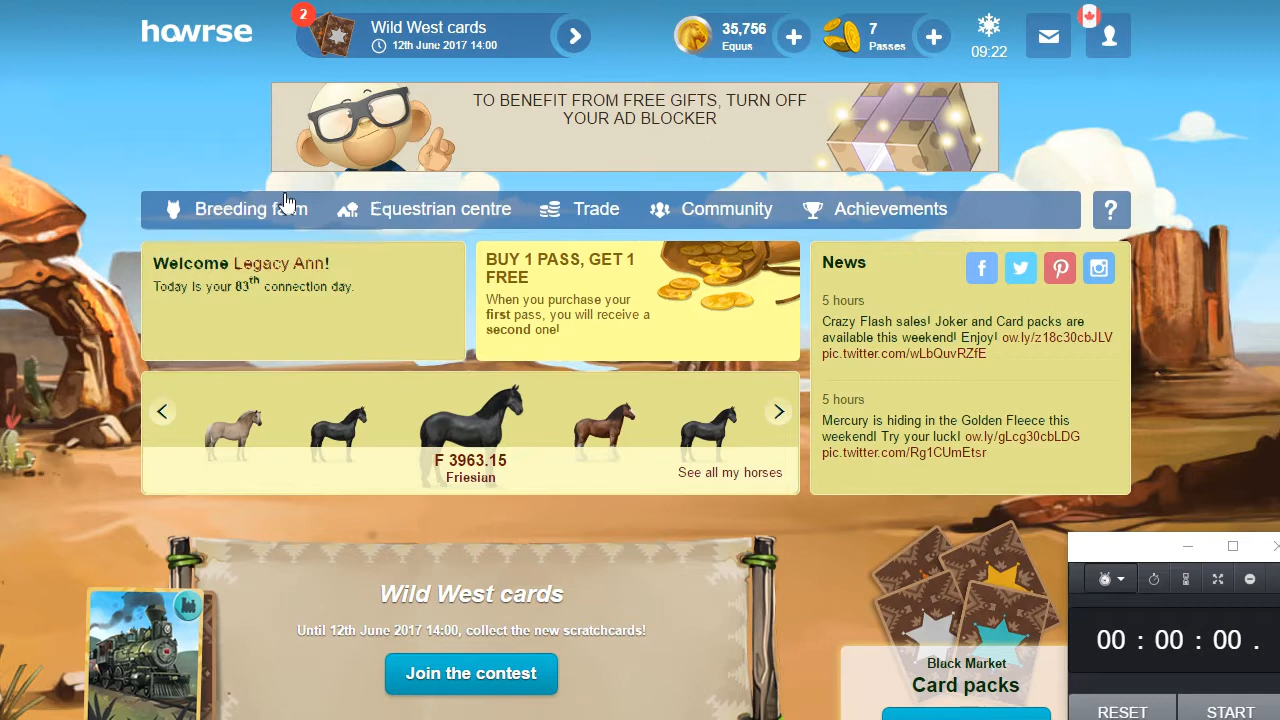 howrse
2
Wild West cards
12th June 2017 14:00
35,756
Equus
7
Passes
09:22
TO BENEFIT FROM FREE GIFTS, TURN OFF
YOUR AD BLOCKER
Breeding farm
Equestrian centre
Trade
Community
Achievements
?
Welcome Legacy Ann!
Today is your 83th connection day.
BUY 1 PASS, GET 1
FREE
When you purchase your
first pass, you will receive a
second one!
News
5 hours
Crazy Flash sales! Joker and Card packs are
available this weekend! Enjoy! ow.ly/z18c30cbJLV
pic.twitter.com/wLbQuvRZfE
5 hours
Mercury is hiding in the Golden Fleece this
weekend! Try your luck! ow.ly/gLcg30cbLDG
pic.twitter.com/Rg1CUmEtsr
F 3963.15
Friesian
See all my horses
Wild West cards
Until 12th June 2017 14:00, collect the new scratchcards!
Join the contest
Black Market
Card packs
00 : 00 : 00 .
RESET
START